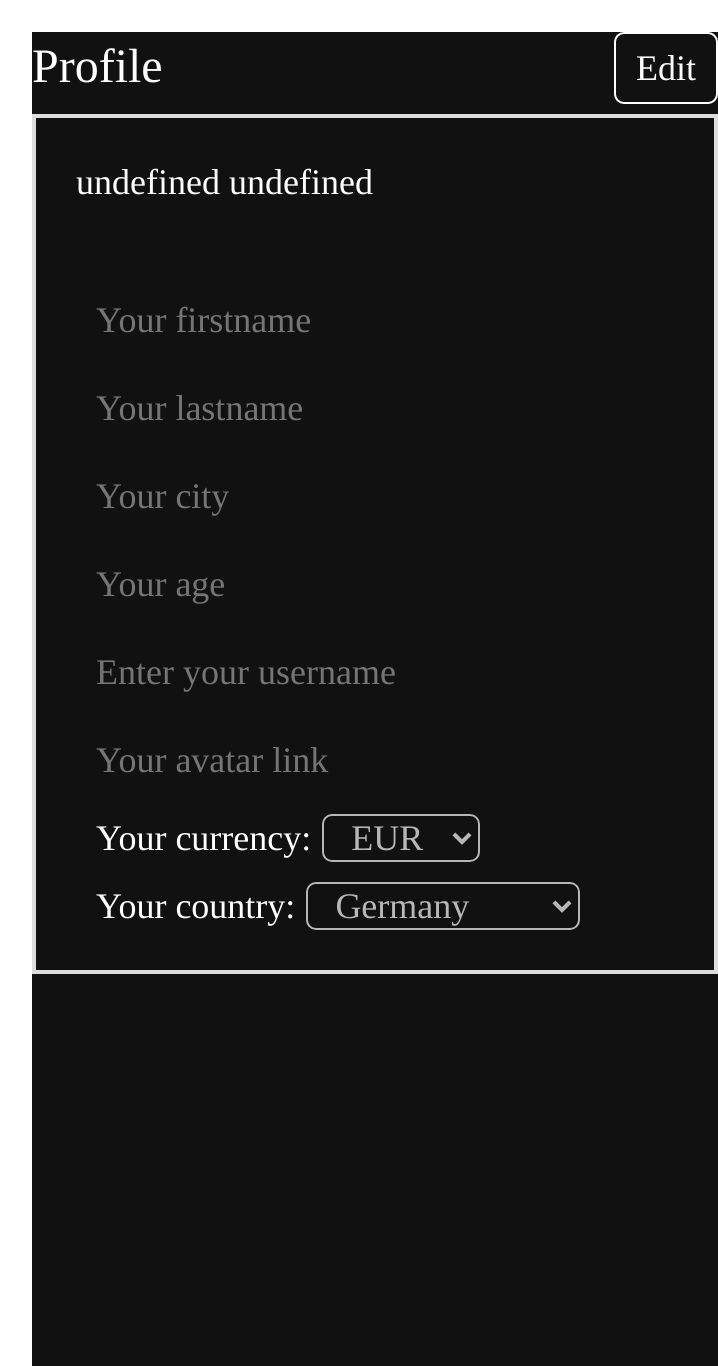 Profile
Edit
undefined undefined
Your firstname
Your lastname
Your city
Your age
Enter your username
Your avatar link
Your currency: EUR
Your country: Germany